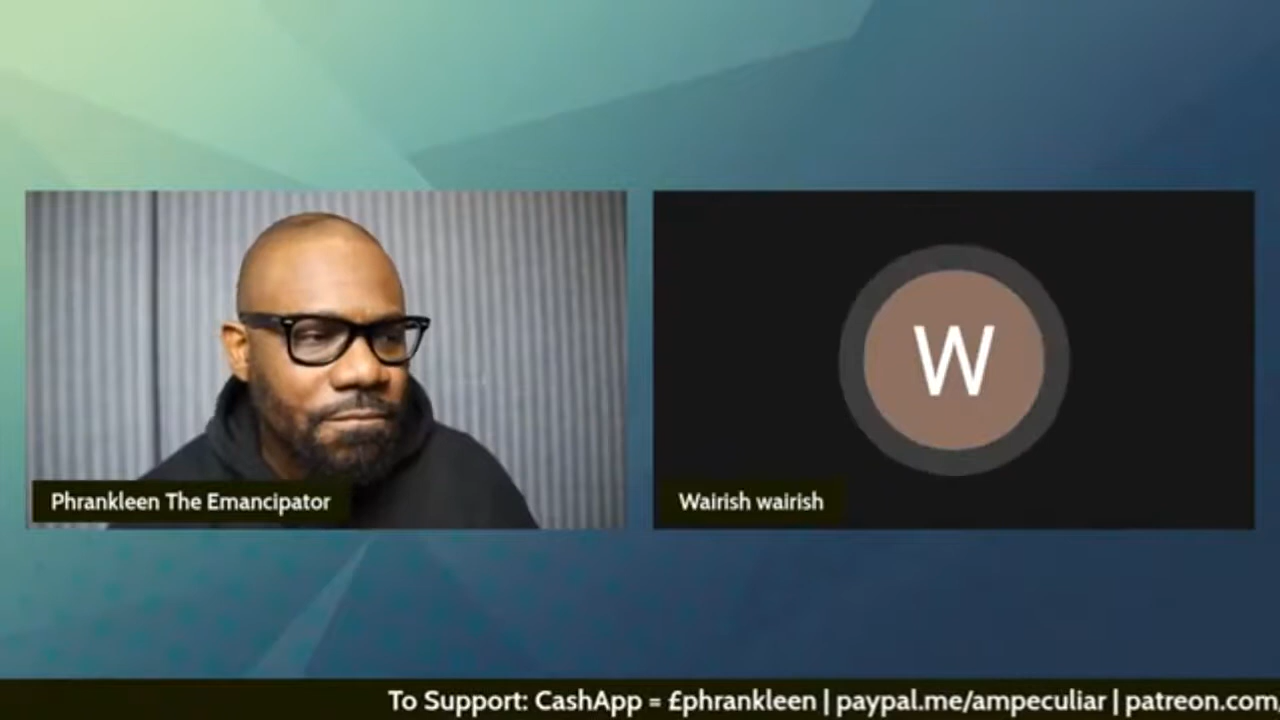 W
Phrankleen The Emancipator
Wairish wairish
To Support: CashApp = £phrankleen | paypal.me/ampeculiar | patreon.com